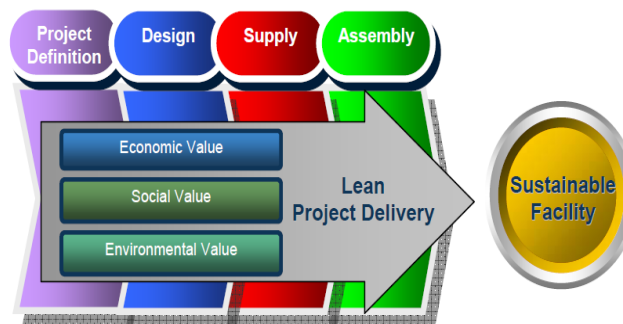 Project
Definition
Design
Supply
Assembly
Economic Value
Social Value
Environmental Value
Lean
Project Delivery
Sustainable
Facility